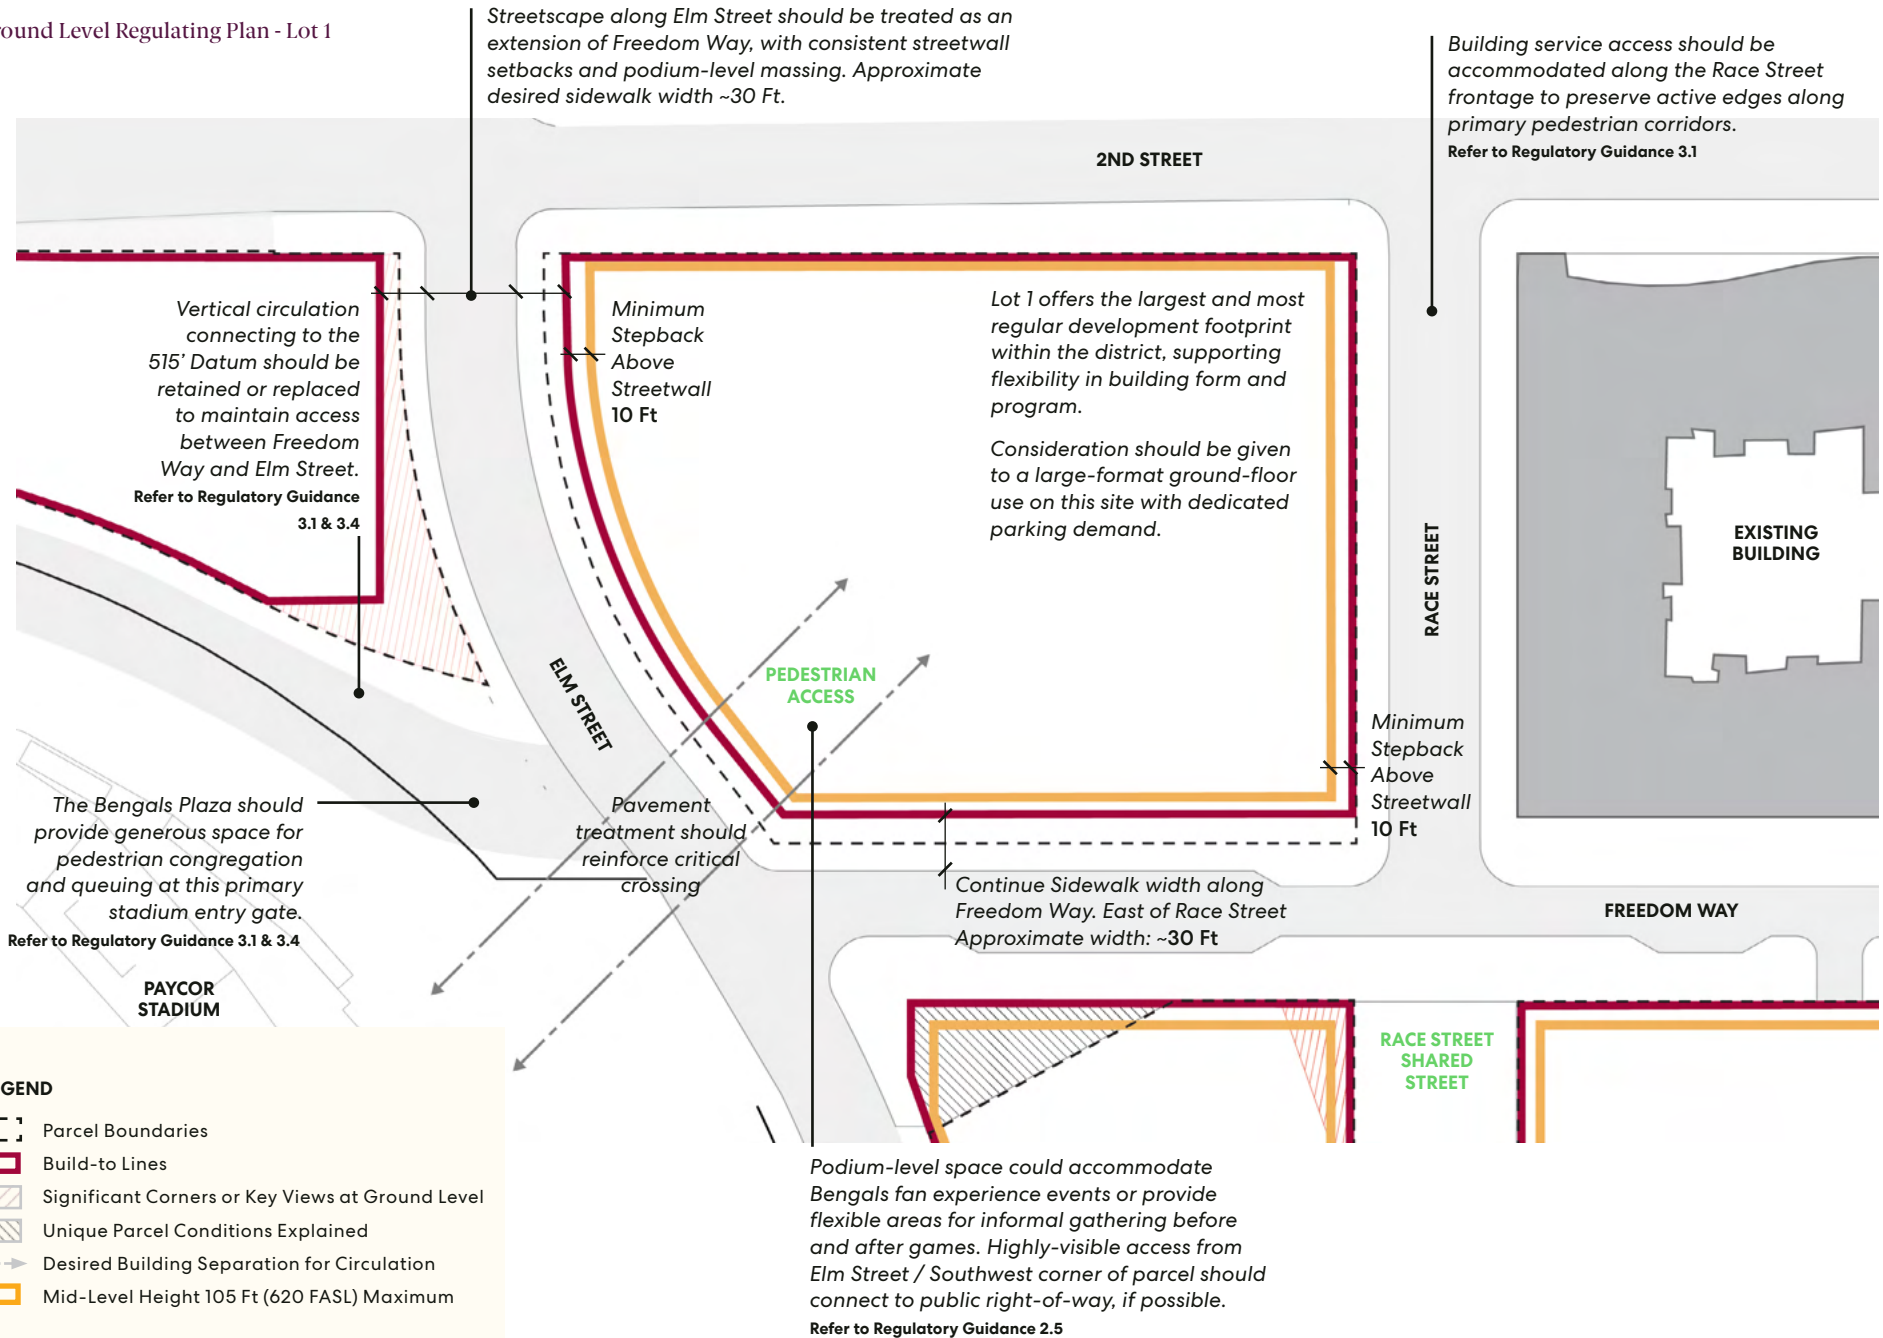 ound Level Regulating Plan - Lot 1
Streetscape along Elm Street should be treated as an
extension of Freedom Way, with consistent streetwall
setbacks and podium-level massing. Approximate
desired sidewalk width ~30 Ft.
Building service access should be
accommodated along the Race Street
frontage to preserve active edges along
primary pedestrian corridors.
Refer to Regulatory Guidance 3.1
2ND STREET
Vertical circulation
connecting to the
515' Datum should be
retained or replaced
to maintain access
between Freedom
Way and Elm Street.
Refer to Regulatory Guidance
3.1 & 3.4
Minimum
Stepback
Above
Streetwall
10 Ft
Lot 1 offers the largest and most
regular development footprint
within the district, supporting
flexibility in building form and
program.
Consideration should be given
to a large-format ground-floor
use on this site with dedicated
parking demand.
RACE STREET
EXISTING
BUILDING
ELM STREET
PEDESTRIAN
ACCESS
Minimum
Stepback
Above
Streetwall
10 Ft
The Bengals Plaza should
provide generous space for
pedestrian congregation
and queuing at this primary
stadium entry gate.
Refer to Regulatory Guidance 3.1 & 3.4
Pavement
treatment should
reinforce critical
crossing
Continue Sidewalk width along
Freedom Way. East of Race Street
Approximate width: ~30 Ft
FREEDOM WAY
PAYCOR
STADIUM
RACE STREET
SHARED
STREET
GEND
Parcel Boundaries
Build-to Lines
Significant Corners or Key Views at Ground Level
Unique Parcel Conditions Explained
Desired Building Separation for Circulation
Mid-Level Height 105 Ft (620 FASL) Maximum
Podium-level space could accommodate
Bengals fan experience events or provide
flexible areas for informal gathering before
and after games. Highly-visible access from
Elm Street / Southwest corner of parcel should
connect to public right-of-way, if possible.
Refer to Regulatory Guidance 2.5